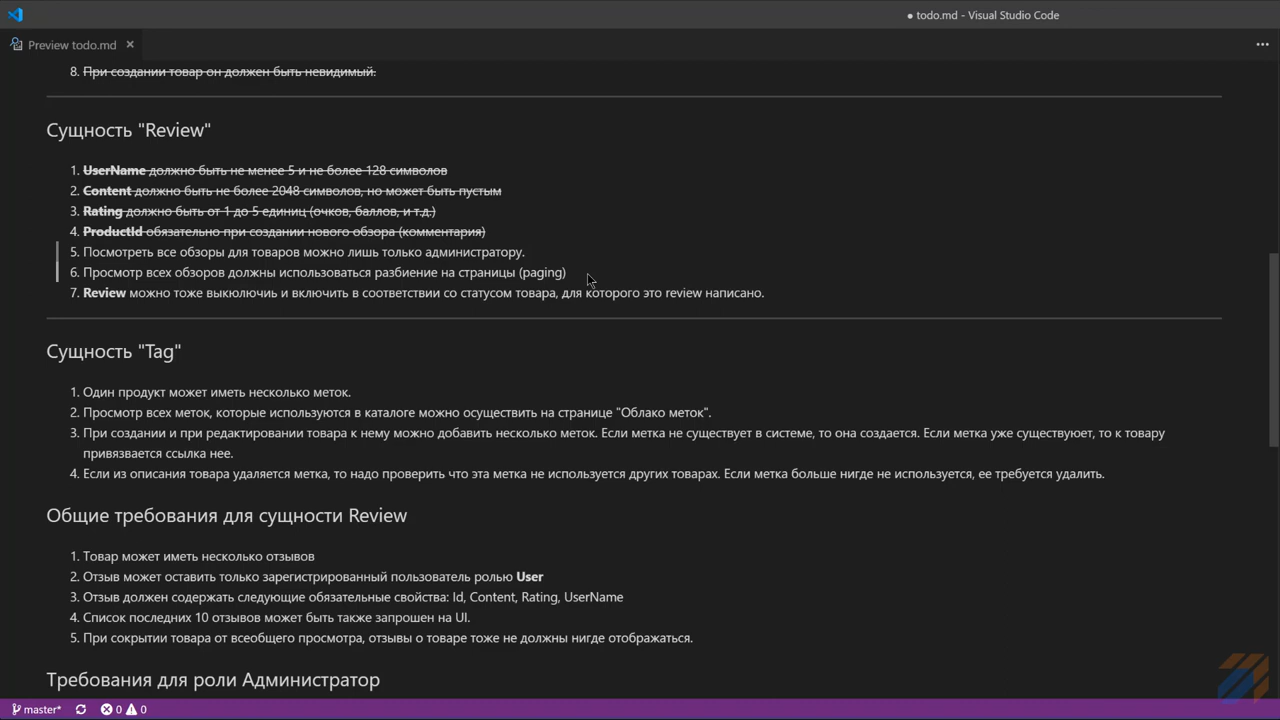 ● todo.md - Visual Studio Code
Preview todo.md ×
8. При создании товар он должен быть невидимый.
Сущность "Review"
1. UserName должно быть не менее 5 и не более 128 символов
2. Content должно быть не более 2048 символов, но может быть пустым
3. Rating должно быть от 1 до 5 единиц (очков, баллов, и т.д.)
4. ProductId обязательно при создании нового обзора (комментария)
5. Посмотреть все обзоры для товаров можно лишь только администратору.
6. Просмотр всех обзоров должны использоваться разбиение на страницы (paging)
7. Review можно тоже выкюлючиь и включить в соответствии со статусом товара, для которого это review написано.
Сущность "Tag"
1. Один продукт может иметь несколько меток.
2. Просмотр всех меток, которые используются в каталоге можно осуществить на странице "Облако меток".
3. При создании и при редактировании товара к нему можно добавить несколько меток. Если метка не существует в системе, то она создается. Если метка уже существуюет, то к товару
привязвается ссылка нее.
4. Если из описания товара удаляется метка, то надо проверить что эта метка не используется других товарах. Если метка больше нигде не используется, ее требуется удалить.
Общие требования для сущности Review
1. Товар может иметь несколько отзывов
2. Отзыв может оставить только зарегистрированный пользователь ролью User
3. Отзыв должен содержать следующие обязательные свойства: Id, Content, Rating, UserName
4. Список последних 10 отзывов может быть также запрошен на UI.
5. При сокрытии товара от всеобщего просмотра, отзывы о товаре тоже не должны нигде отображаться.
Требования для роли Администратор
master* 0 0